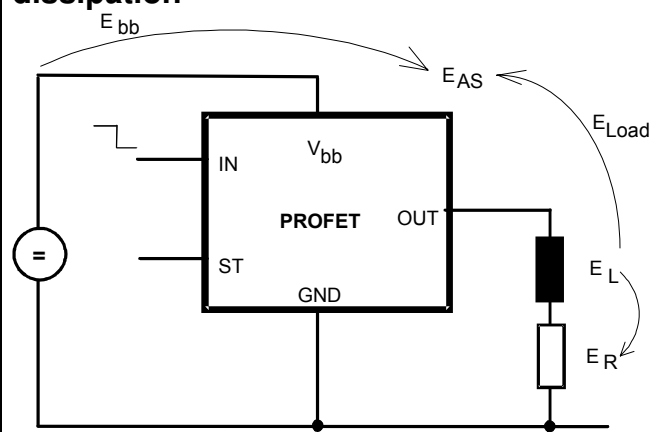 dissipation
E bb
E AS
E Load
V bb
IN
PROFET
OUT
=
ST
E L
GND
E R